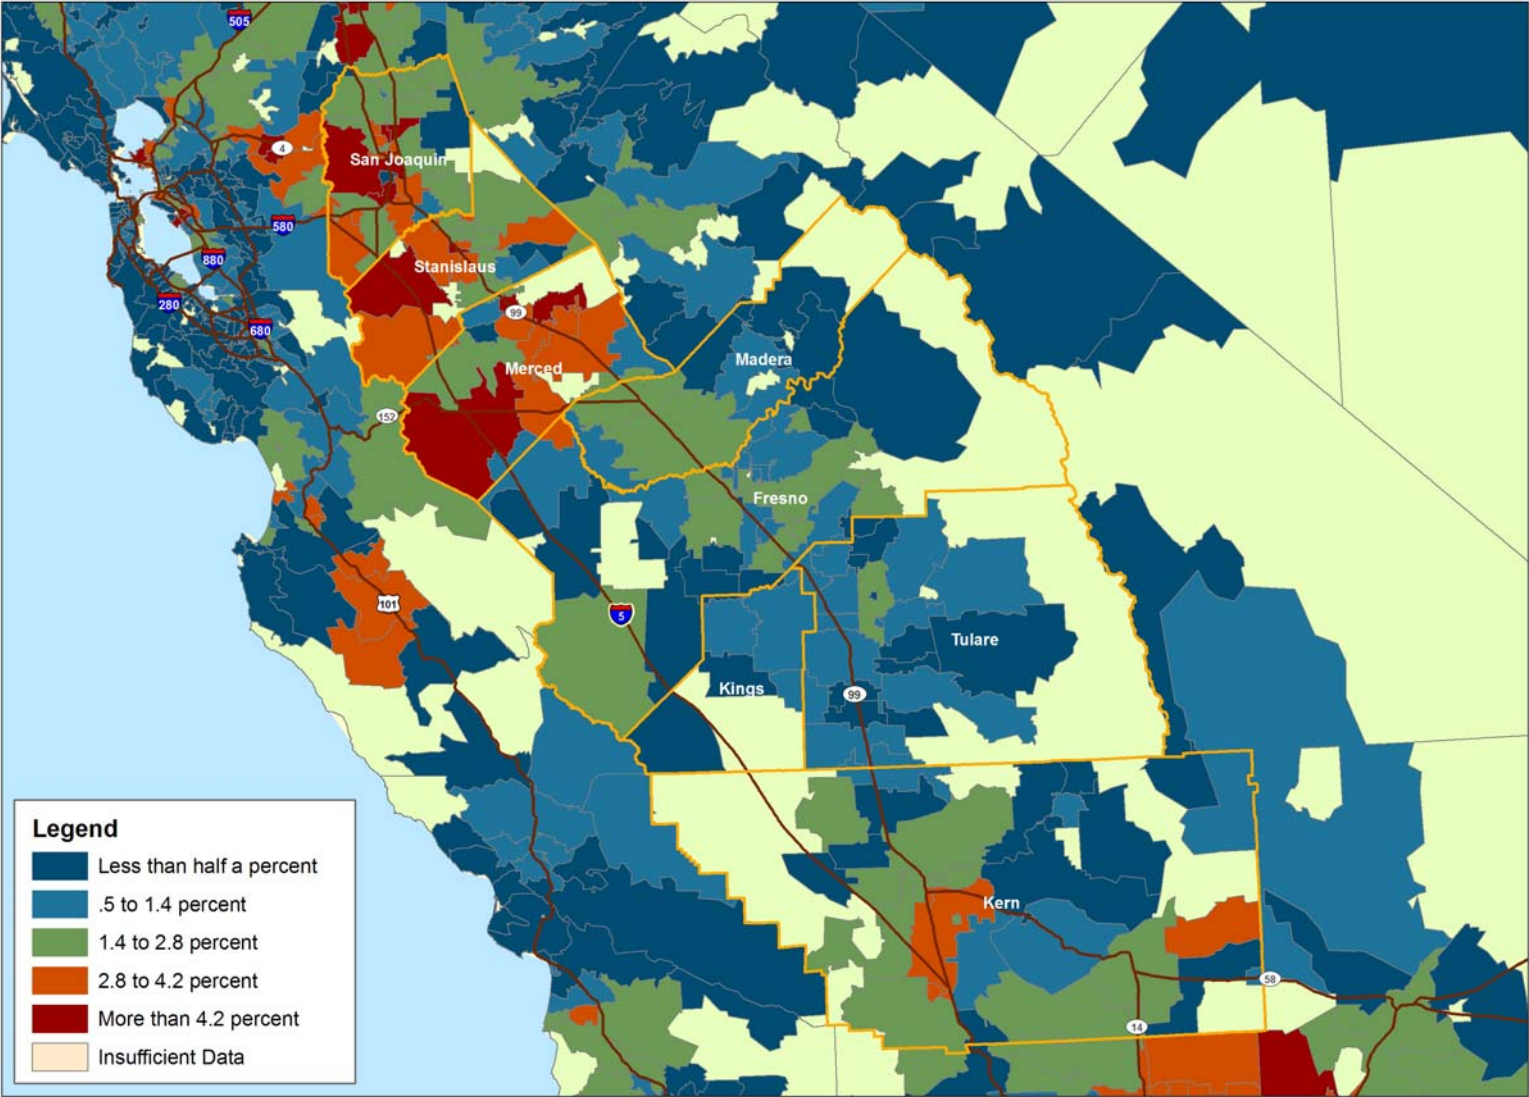 505
4
San Joaquin
580
880
Stanislaus
280
99
680
Madera
Merced
152
Fresno
101
5
Tulare
Kings
99
Legend
Less than half a percent
.5 to 1.4 percent
1.4 to 2.8 percent
2.8 to 4.2 percent
More than 4.2 percent
Insufficient Data
Kern
58
14